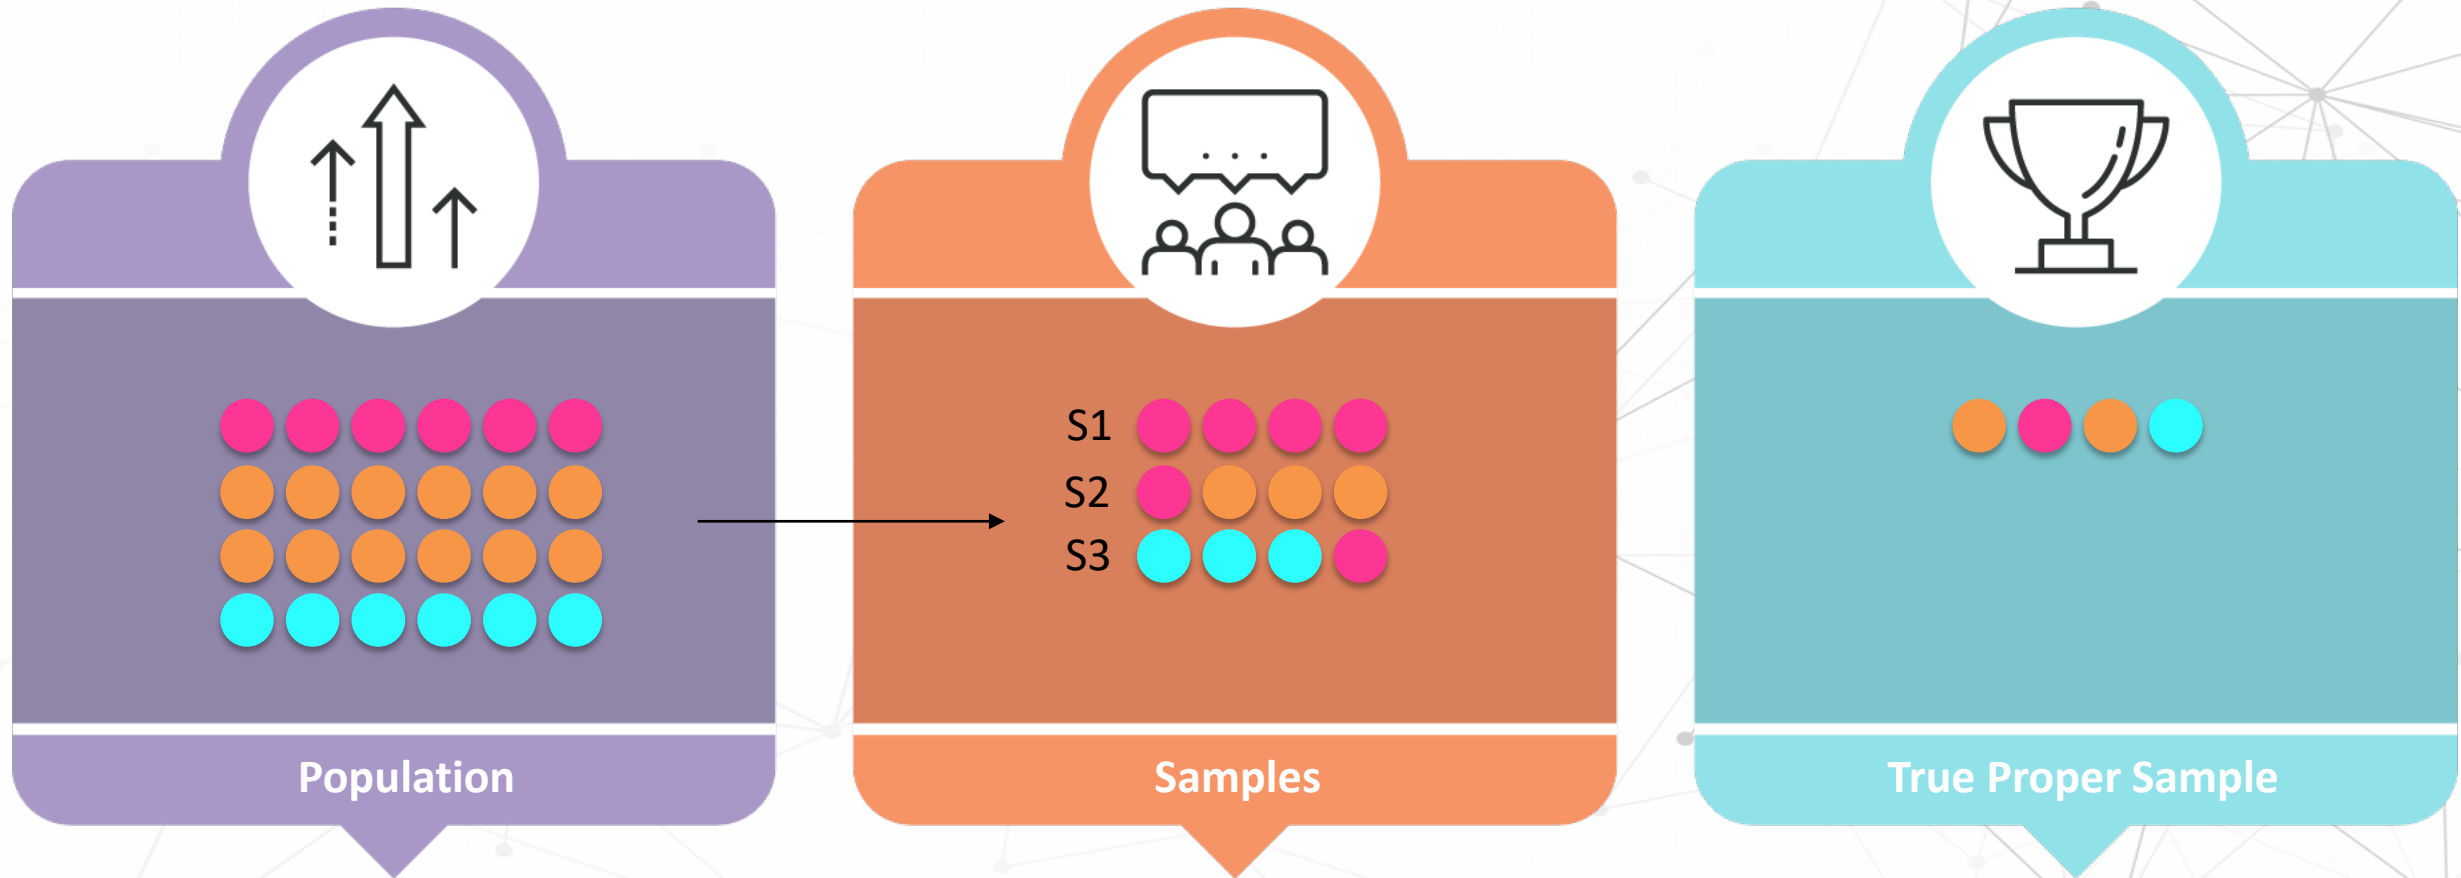 S1
S2
S3
Population
Samples
True Proper Sample